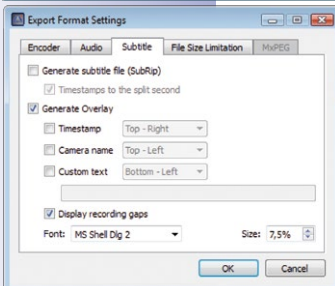 Export Format Settings
Encoder Audio Subtitle File Size Limitation MxPEG
Generate subtitle file (SubRip)
Timestamps to the split second
Generate Overlay
Timestamp Top - Right
Camera name Top - Left
Custom text Bottom - Left
Display recording gaps
Font: MS Shell Dlg 2 Size: 7,5%
OK Cancel